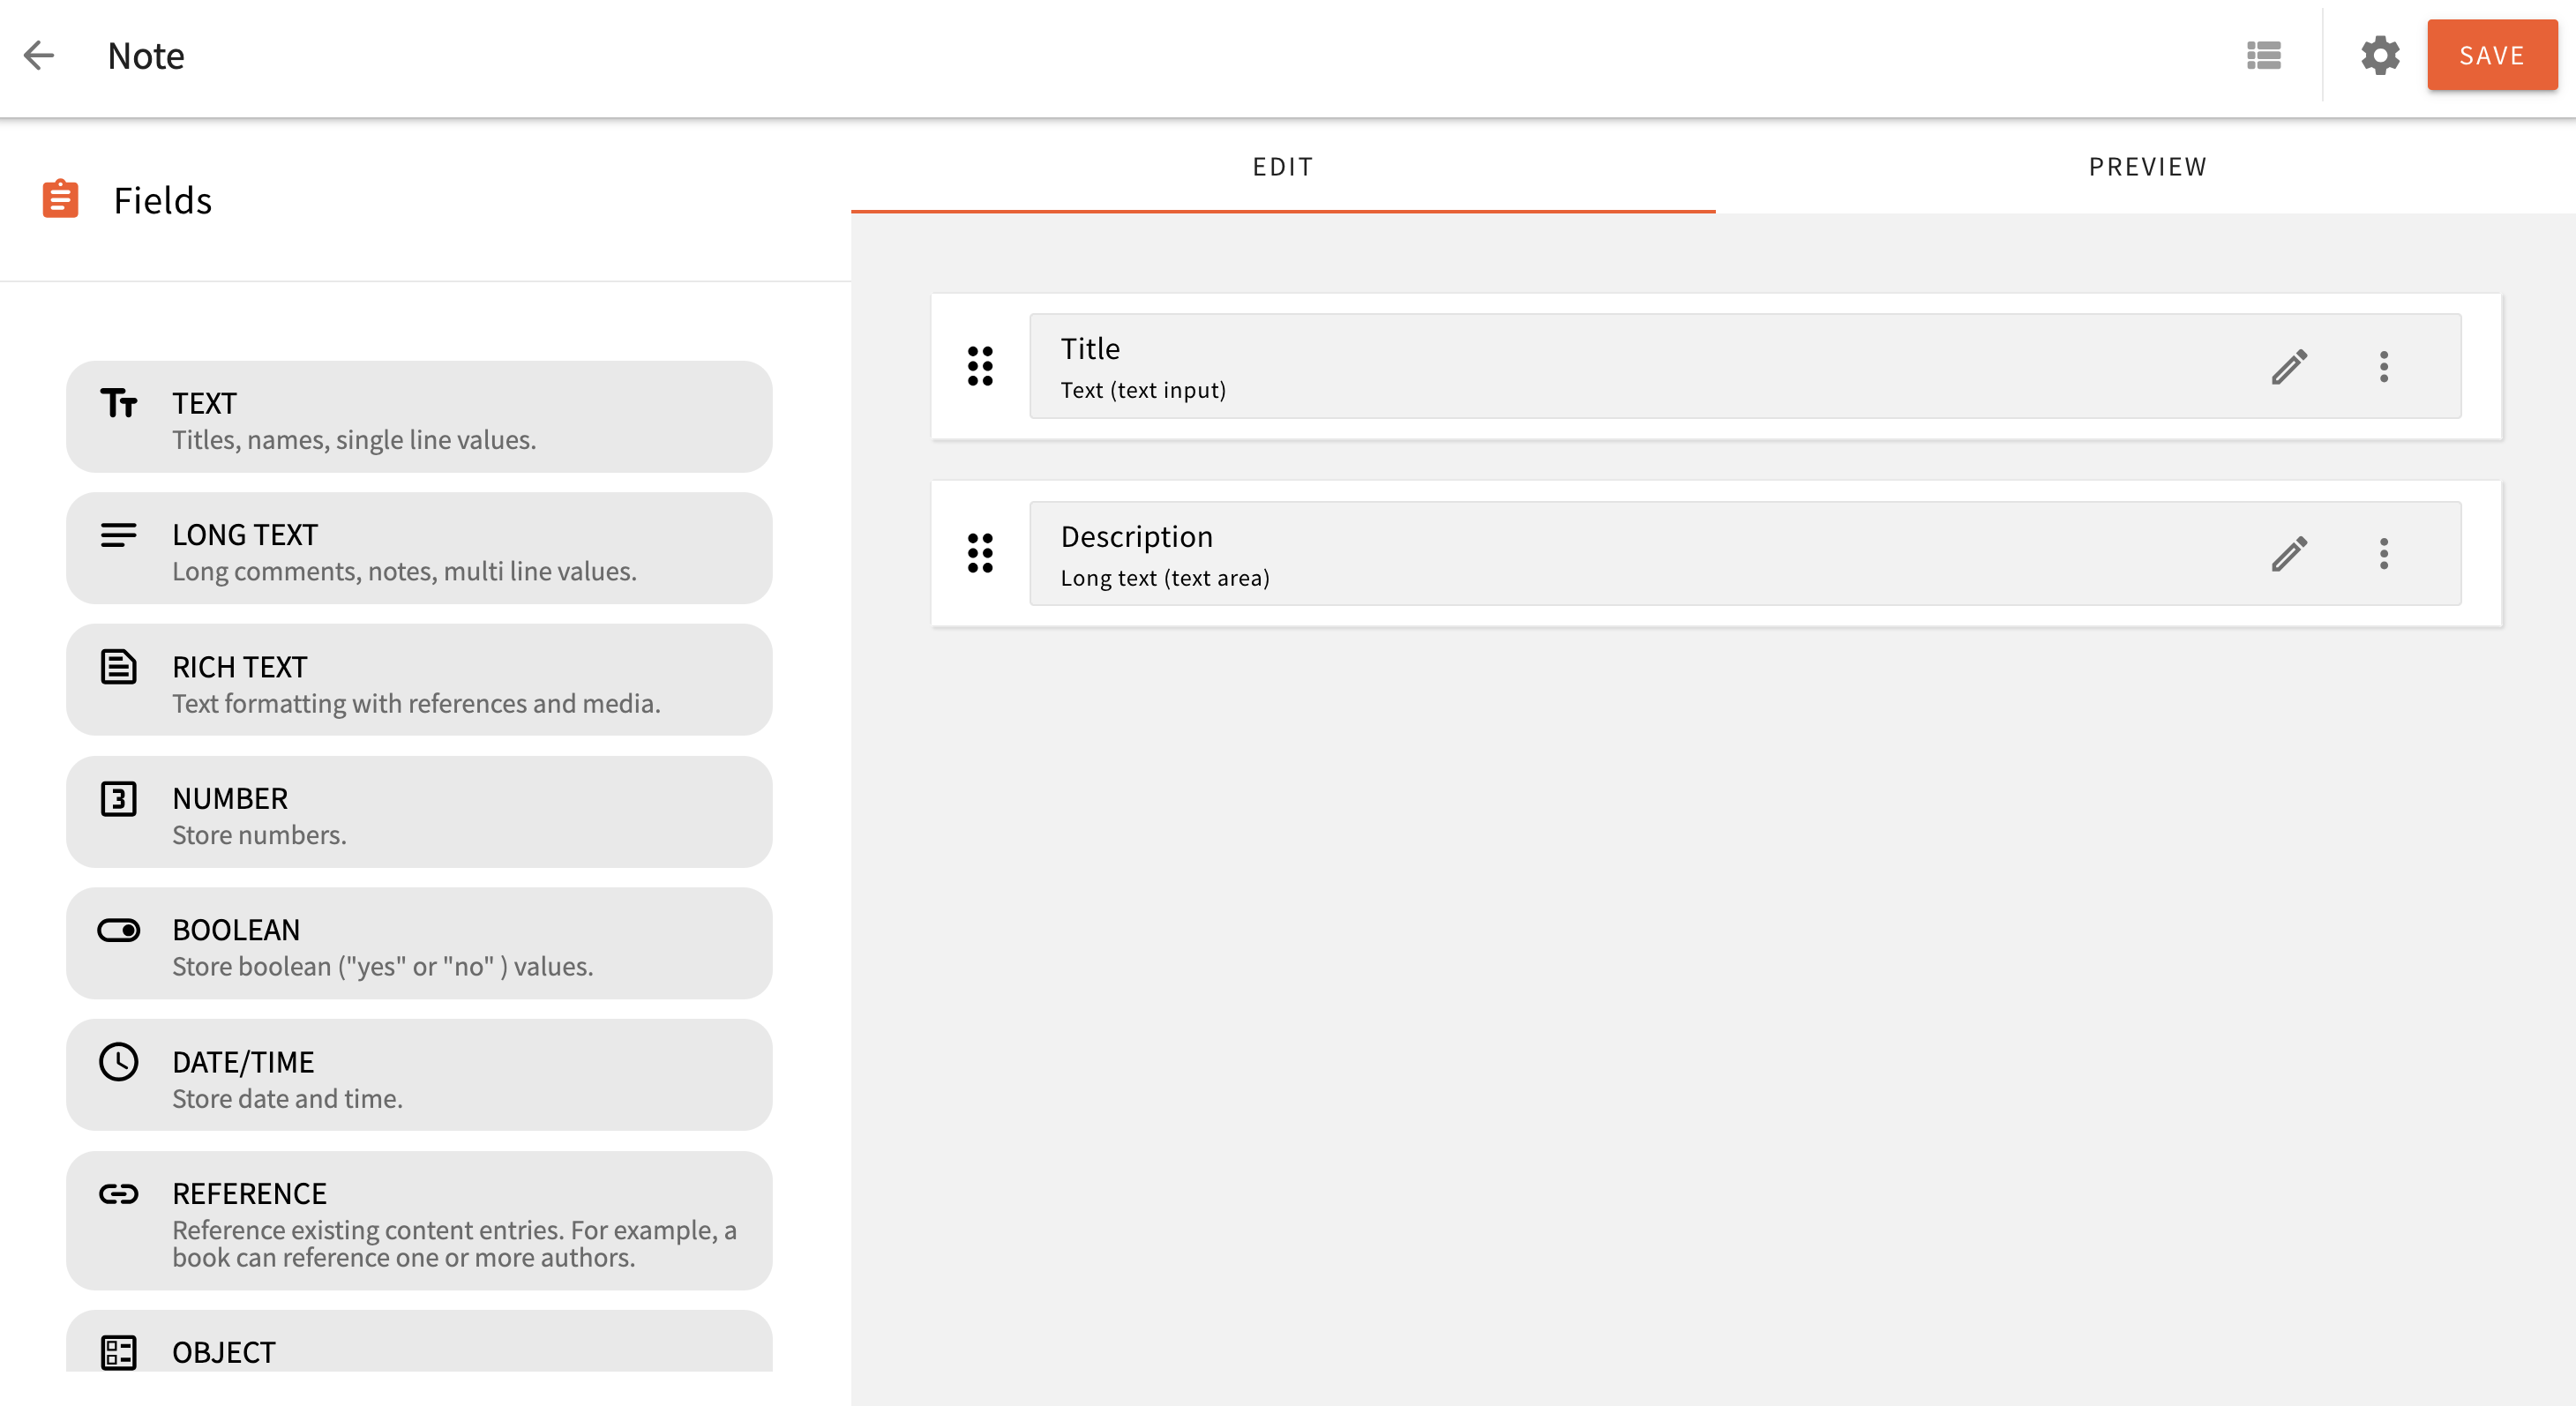 Note
SAVE
Fields
EDIT
PREVIEW
TEXT
Titles, names, single line values.
LONG TEXT
Long comments, notes, multi line values.
RICH TEXT
Text formatting with references and media.
3
NUMBER
Store numbers.
BOOLEAN
Store boolean ("yes" or "no" ) values.
DATE/TIME
Store date and time.
REFERENCE
Reference existing content entries. For example, a
book can reference one or more authors.
OBJECT
Title
Text (text input)
Description
Long text (text area)